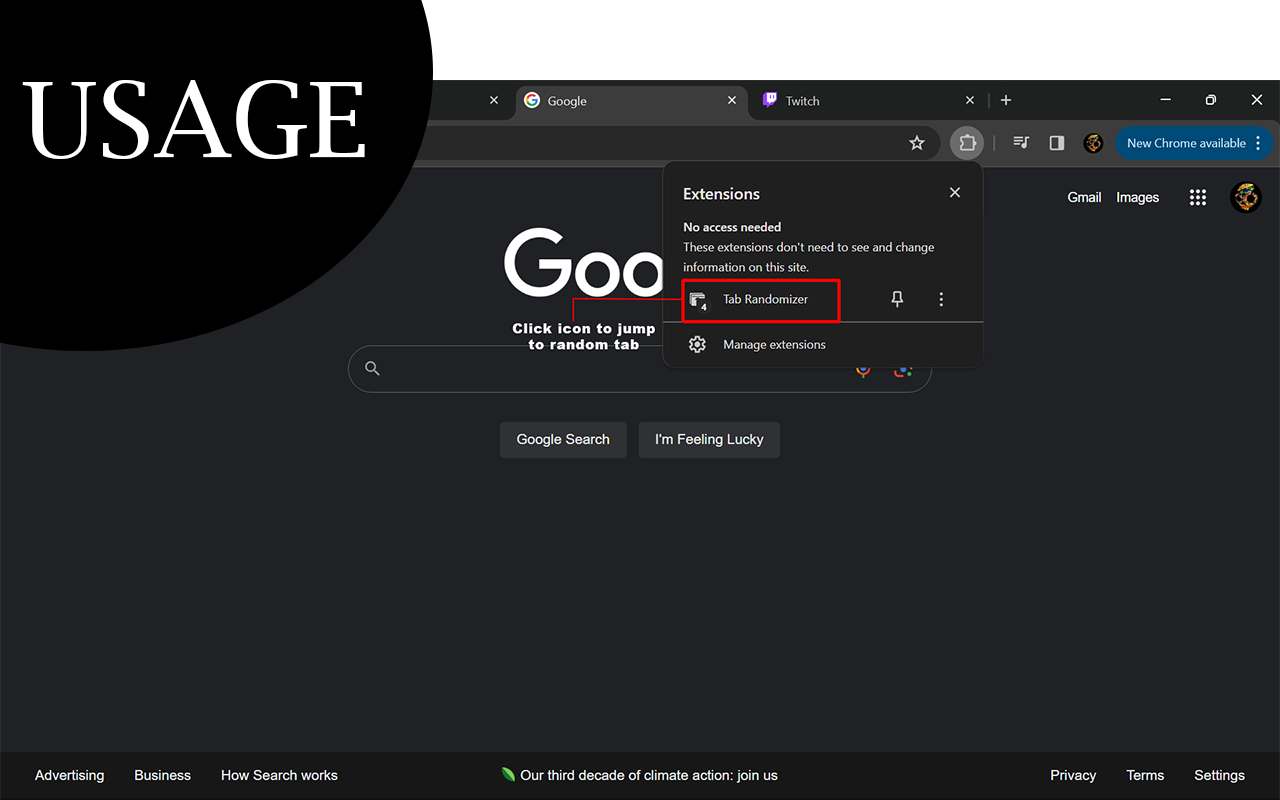 USAGE
Google
Twitch
New Chrome available
Extensions
No access needed
These extensions don't need to see and change
information on this site.
4
Tab Randomizer
Manage extensions
Gmail
Images
Goo
Click icon to jump
to random tab
Google Search
I'm Feeling Lucky
Advertising
Business
How Search works
Our third decade of climate action: join us
Privacy
Terms
Settings